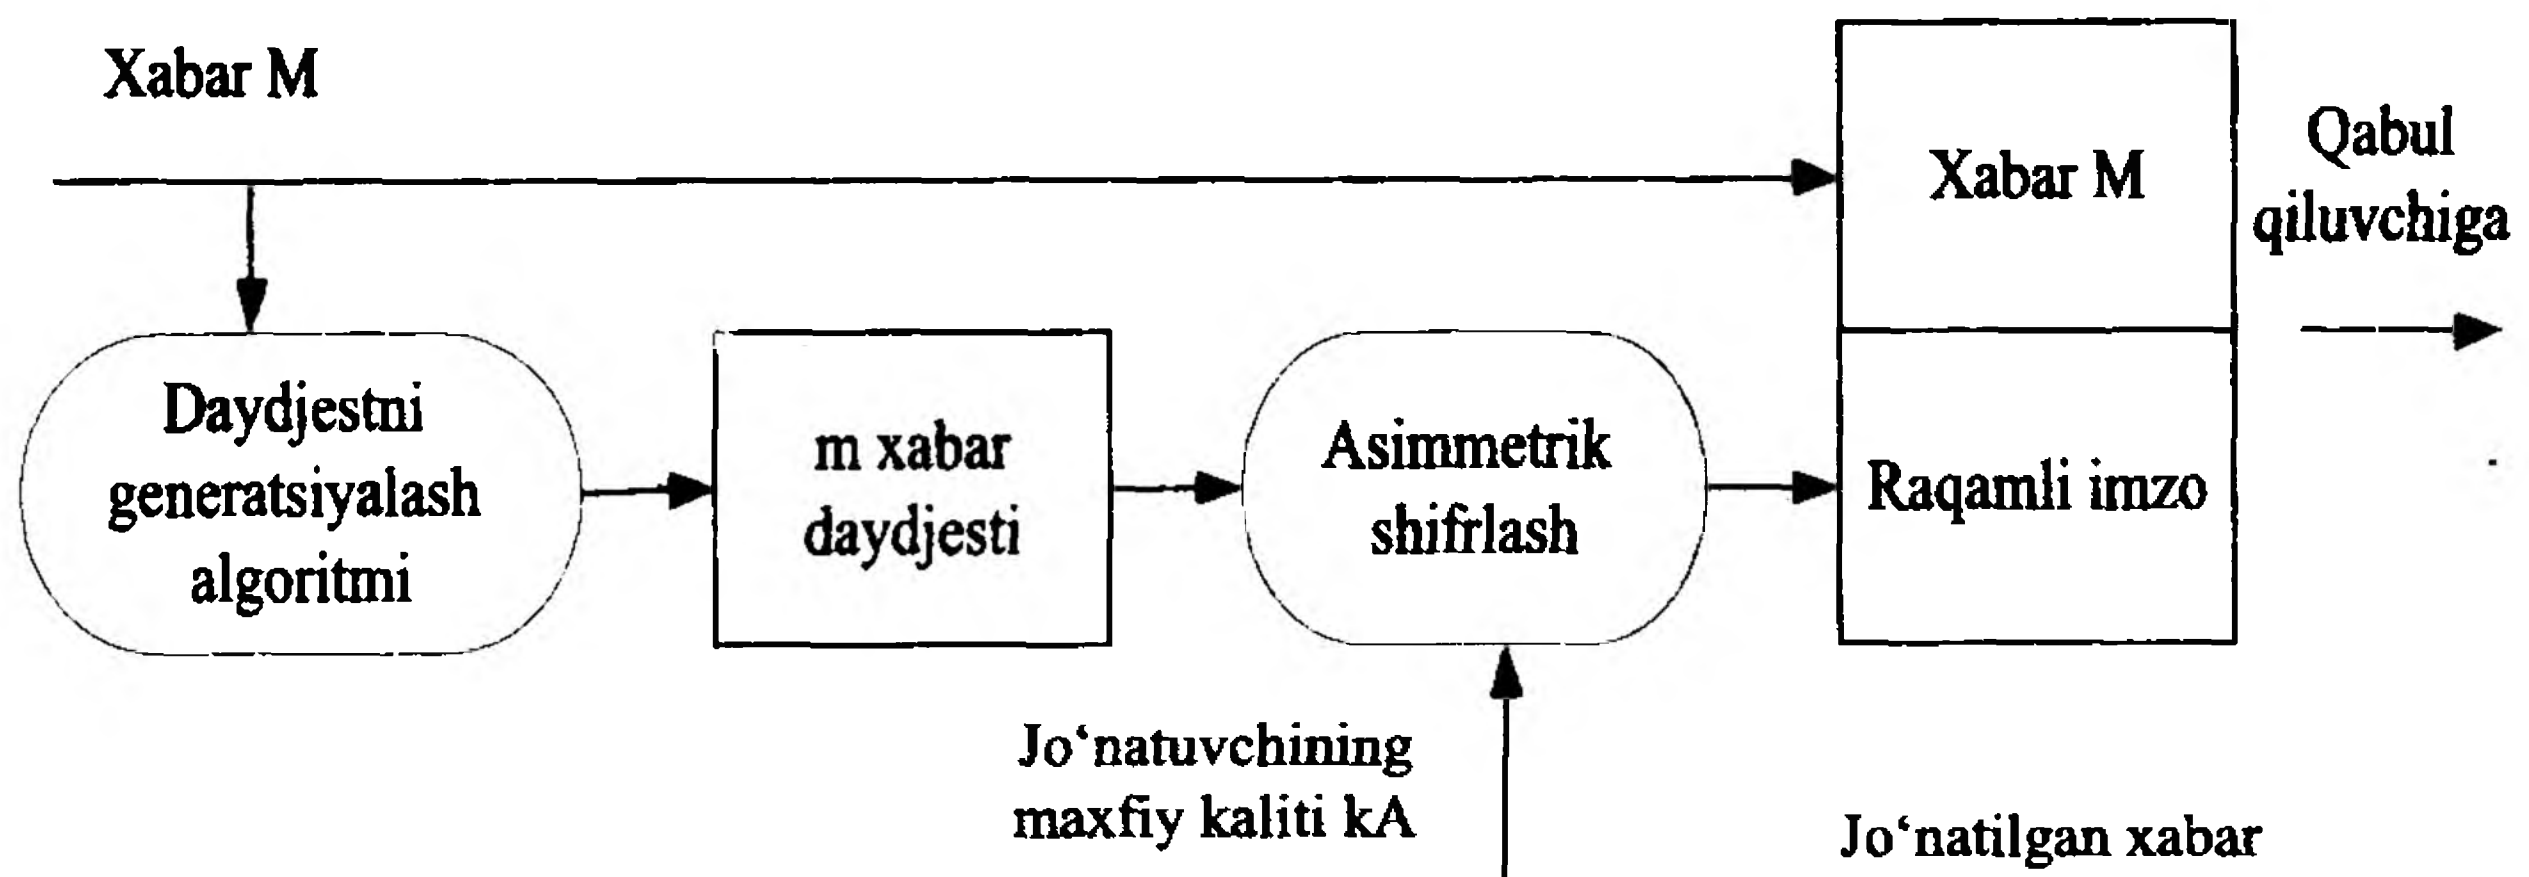 Xabar M
Xabar M
Qabul
qiluvchiga
Daydjestni
generatsiyalash
algoritmi
m xabar
daydjesti
Asimmetrik
shifrlash
Raqamli imzo
Jo‘natuvchining
maxfiy kaliti kA
Jo‘natilgan xabar